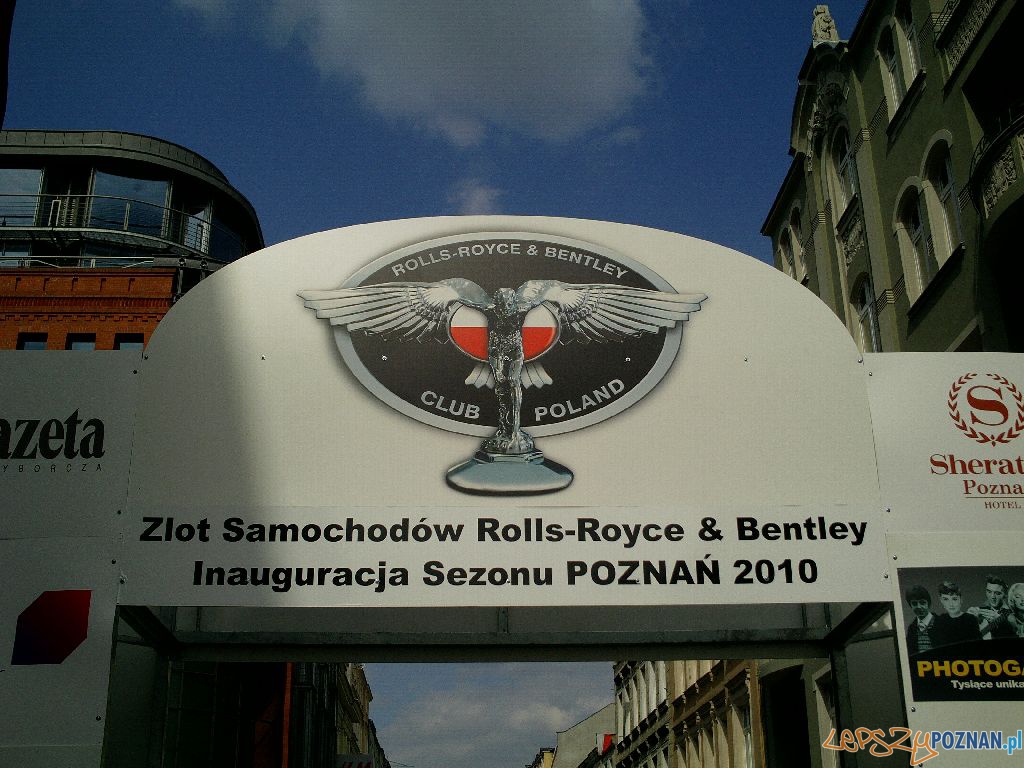 ROLLS-ROYCE & BENTLEY
CLUB POLAND
Zlot Samochodów Rolls-Royce & Bentley
Inauguracja Sezonu POZNAŃ 2010
azeta
YBORCZA
S
Sherat
Pozna
HOTEL
PHOTOGA
Tysiące unika
LEPSZYPOZNAN.pl